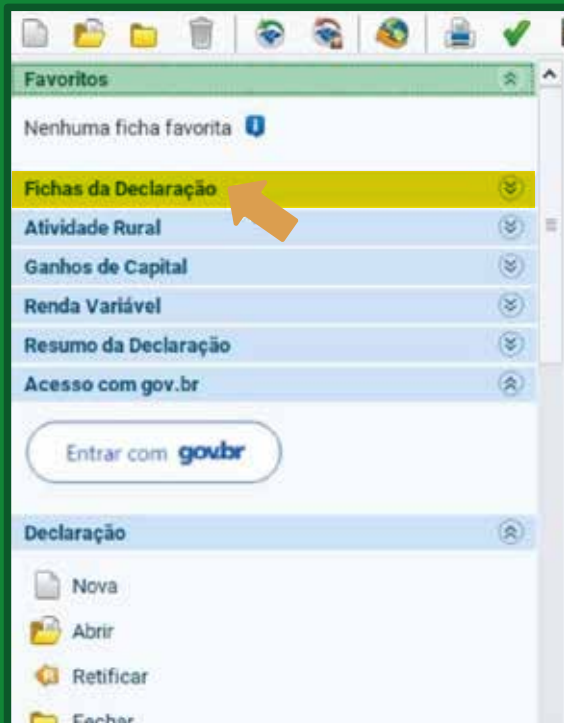 Favoritos
Nenhuma ficha favorita
Fichas da Declaração
Atividade Rural
Ganhos de Capital
Renda Variável
Resumo da Declaração
Acesso com gov.br
Entrar com gov.br
Declaração
Nova
Abrir
Retificar
Fechar